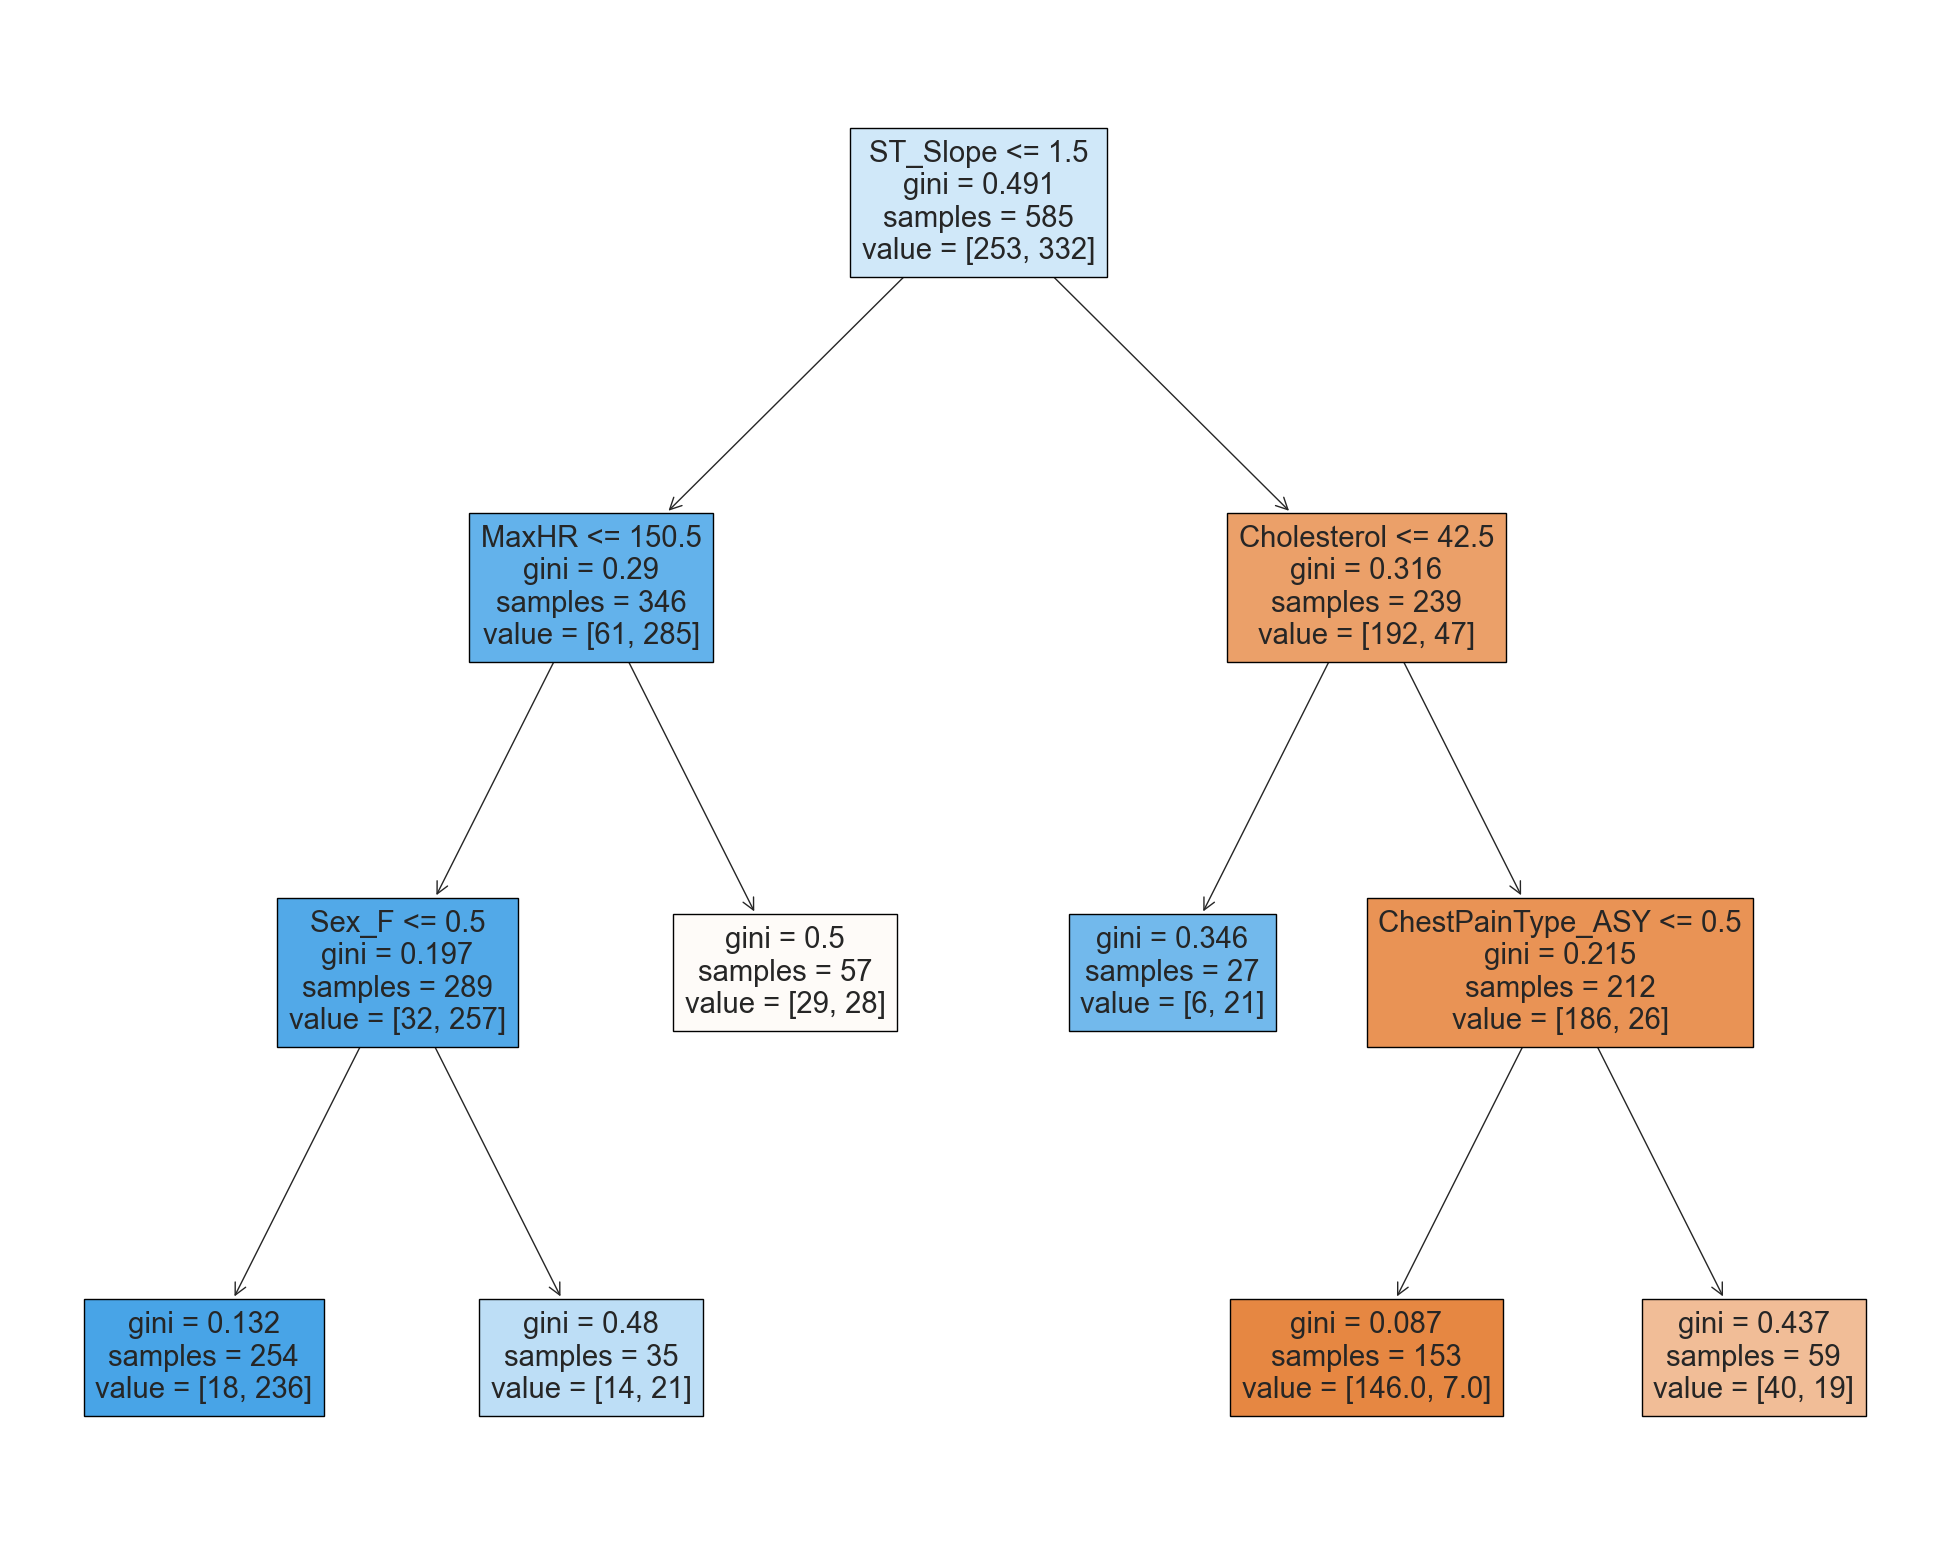 ST_Slope <= 1.5
gini = 0.491
samples = 585
value = [253, 332]
MaxHR <= 150.5
gini = 0.29
samples = 346
value = [61, 285]
Cholesterol <= 42.5
gini = 0.316
samples = 239
value = [192, 47]
Sex_F <= 0.5
gini = 0.197
samples = 289
value = [32, 257]
gini = 0.5
samples = 57
value = [29, 28]
gini = 0.346
samples = 27
value = [6, 21]
ChestPainType_ASY <= 0.5
gini = 0.215
samples = 212
value = [186, 26]
gini = 0.132
samples = 254
value = [18, 236]
gini = 0.48
samples = 35
value = [14, 21]
gini = 0.087
samples = 153
value = [146.0, 7.0]
gini = 0.437
samples = 59
value = [40, 19]